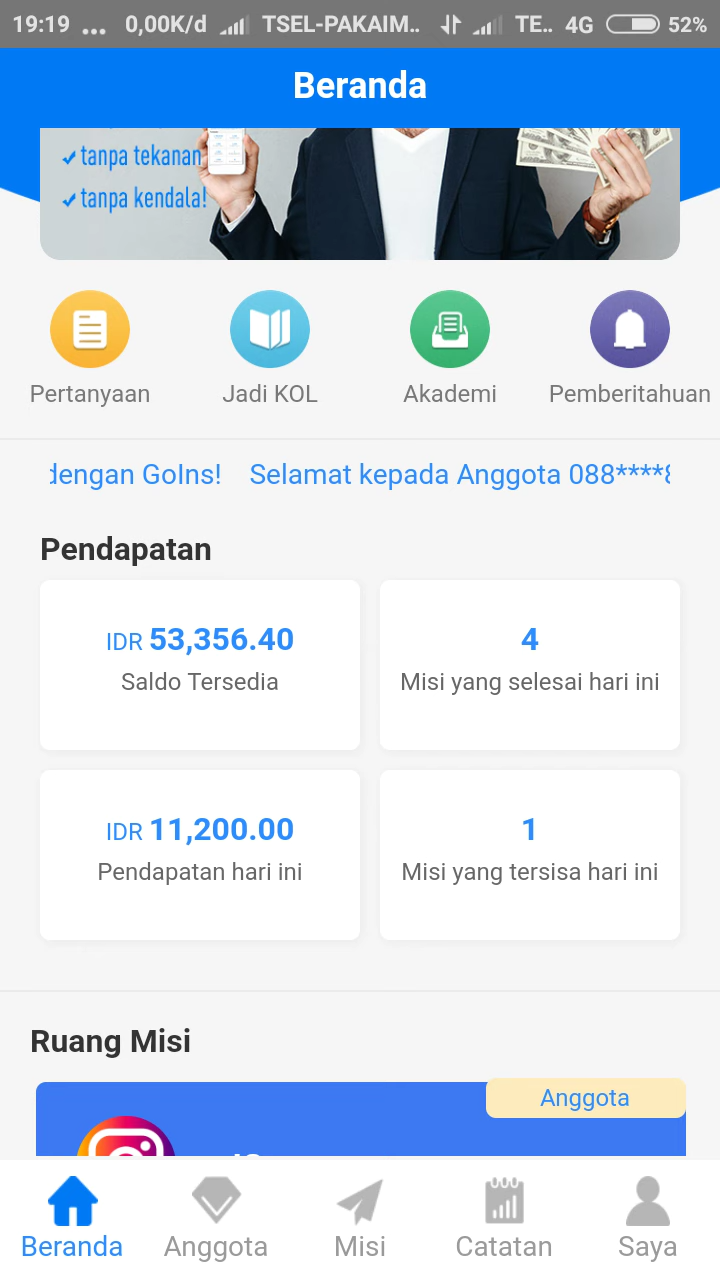 19:19 ... 0,00K/d TSEL-PAKAIM... TE... 4G 52%
Beranda
tanpa tekanan
tanpa kendala!
Pertanyaan Jadi KOL Akademi Pemberitahuan
dengan GoIns! Selamat kepada Anggota 088****8
Pendapatan
IDR 53,356.40
Saldo Tersedia
4
Misi yang selesai hari ini
IDR 11,200.00
Pendapatan hari ini
1
Misi yang tersisa hari ini
Ruang Misi
Anggota
Beranda Anggota Misi Catatan Saya